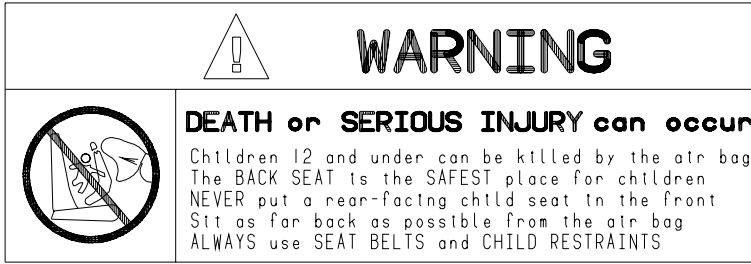 WARNING
DEATH or SERIOUS INJURY can occur
Children 12 and under can be killed by the air bag
The BACK SEAT is the SAFEST place for children
NEVER put a rear-facing child seat in the front
Sit as far back as possible from the air bag
ALWAYS use SEAT BELTS and CHILD RESTRAINTS